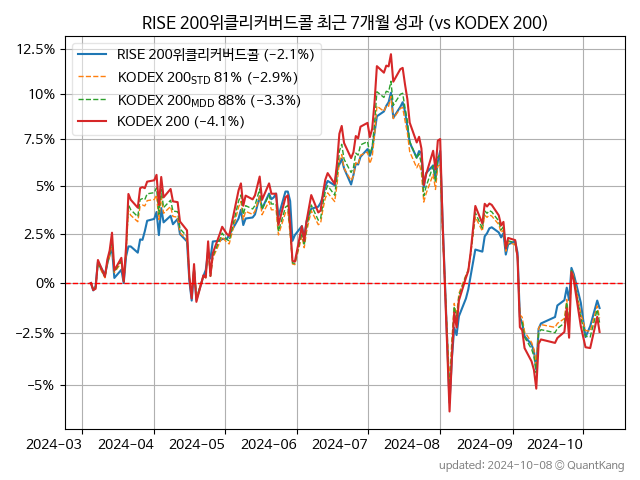 RISE 200위클리커버드콜 최근 7개월 성과 (vs KODEX 200)
12.5%
10%
7.5%
5%
2.5%
0%
−2.5%
−5%
RISE 200위클리커버드콜 (−2.1%)
KODEX 200STD 81% (−2.9%)
KODEX 200MDD 88% (−3.3%)
KODEX 200 (−4.1%)
2024-03 2024-04 2024-05 2024-06 2024-07 2024-08 2024-09 2024-10
updated: 2024-10-08 © QuantKang